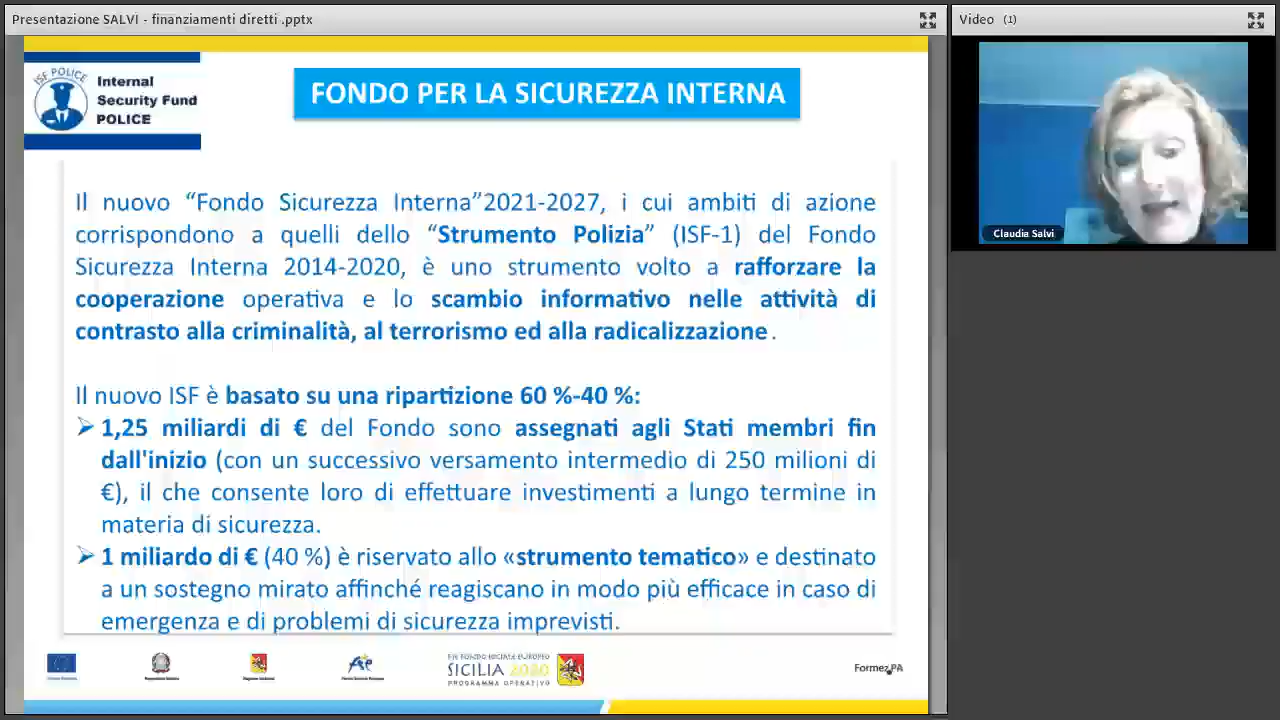 Presentazione SALVI - finanziamenti diretti .pptx
Video (1)
ISF POLICE
Internal
Security Fund
POLICE
FONDO PER LA SICUREZZA INTERNA
Claudia Salvi
Il nuovo “Fondo Sicurezza Interna”2021-2027, i cui ambiti di azione
corrispondono a quelli dello “Strumento Polizia” (ISF-1) del Fondo
Sicurezza Interna 2014-2020, è uno strumento volto a rafforzare la
cooperazione operativa e lo scambio informativo nelle attività di
contrasto alla criminalità, al terrorismo ed alla radicalizzazione.
Il nuovo ISF è basato su una ripartizione 60 %-40 %:
➢ 1,25 miliardi di € del Fondo sono assegnati agli Stati membri fin
dall'inizio (con un successivo versamento intermedio di 250 milioni di
€), il che consente loro di effettuare investimenti a lungo termine in
materia di sicurezza.
➢ 1 miliardo di € (40 %) è riservato allo «strumento tematico» e destinato
a un sostegno mirato affinché reagiscano in modo più efficace in caso di
emergenza e di problemi di sicurezza imprevisti.
FONDO SOCIALE EUROPEO
SICILIA 2020
PROGRAMMA OPERATIVO
Formez PA